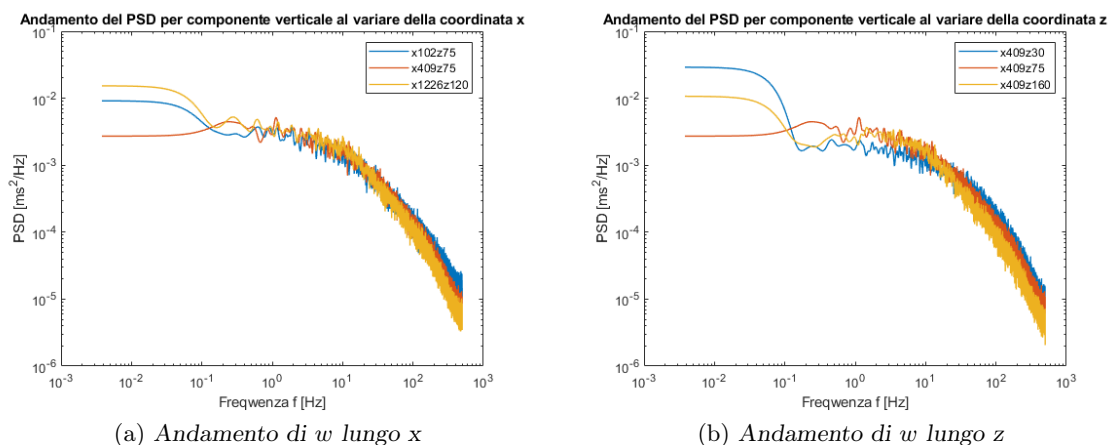 Andamento del PSD per componente verticale al variare della coordinata x
10^-1
10^-2
10^-3
10^-4
10^-5
10^-6
PSD [ms^2/Hz]
x102z75
x409z75
x1226z120
10^-3
10^-2
10^-1
10^0
10^1
10^2
10^3
Freqwenza f [Hz]
(a) Andamento di w lungo x
Andamento del PSD per componente verticale al variare della coordinata z
10^-1
10^-2
10^-3
10^-4
10^-5
10^-6
PSD [ms^2/Hz]
x409z30
x409z75
x409z160
10^-3
10^-2
10^-1
10^0
10^1
10^2
10^3
Freqwenza f [Hz]
(b) Andamento di w lungo z